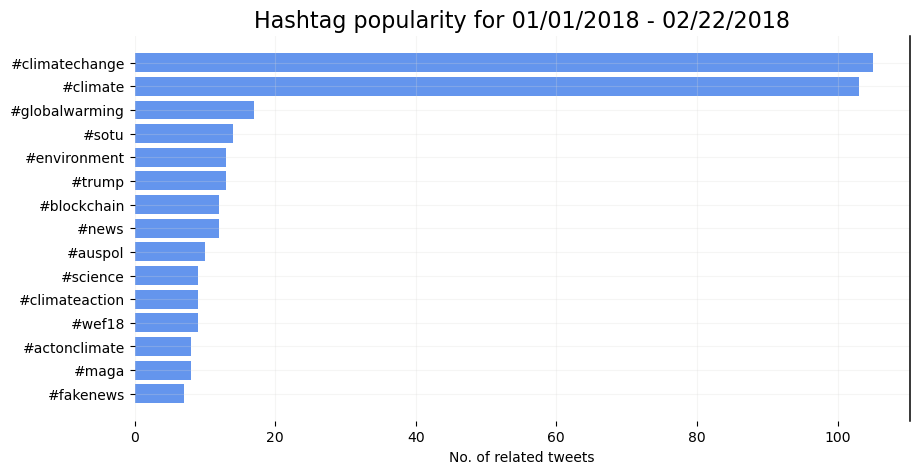 Hashtag popularity for 01/01/2018 - 02/22/2018
#climatechange
#climate
#globalwarming
#sotu
#environment
#trump
#blockchain
#news
#auspol
#science
#climateaction
#wef18
#actonclimate
#maga
#fakenews
0 20 40 60 80 100
No. of related tweets